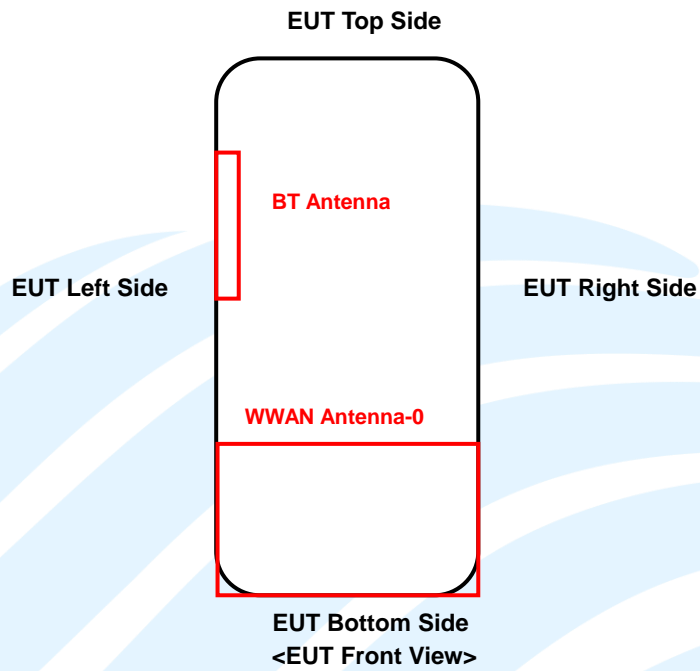 EUT Top Side
BT Antenna
EUT Left Side
EUT Right Side
WWAN Antenna-0
EUT Bottom Side
<EUT Front View>